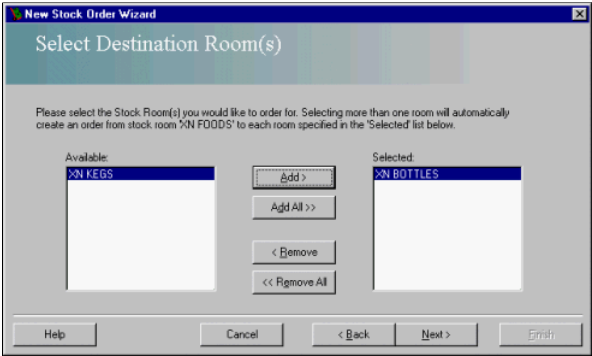 New Stock Order Wizard
Select Destination Room(s)
Please select the Stock Room(s) you would like to order for. Selecting more than one room will automatically
create an order from stock room 'XN FOODS' to each room specified in the 'Selected' list below.
Available:
Selected:
XN KEGS
XN BOTTLES
Add >
Add All >>
< Remove
<< Remove All
Help
Cancel
< Back
Next >
Finish